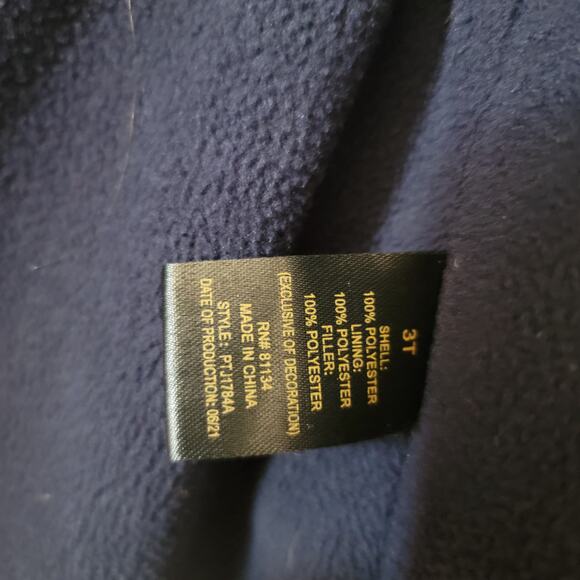 3T
SHELL:
100% POLYESTER
LINING:
100% POLYESTER
FILLER:
100% POLYESTER
(EXCLUSIVE OF DECORATION)
RN# 81134
MADE IN CHINA
STYLE: PTJ1784A
DATE OF PRODUCTION: 06/21